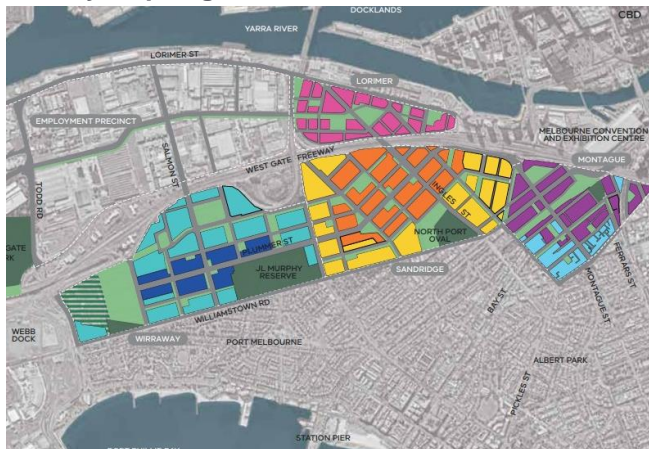 DOCKLANDS
CBD
YARRA RIVER
LORIMER ST
LORIMER
EMPLOYMENT PRECINCT
MELBOURNE CONVENTION
AND EXHIBITION CENTRE
SALMON ST
WEST GATE FREEWAY
MONTAGUE
TODD RD
INGLES ST
GATE
RK
PLUMMER ST
NORTH PORT
OVAL
FERRARS ST
JL MURPHY
RESERVE
SANDRIDGE
MONTAGUE ST
BAY ST
WILLIAMSTOWN RD
WEBB
DOCK
WIRRAWAY
PORT MELBOURNE
ALBERT PARK
PICKLES ST
STATION PIER